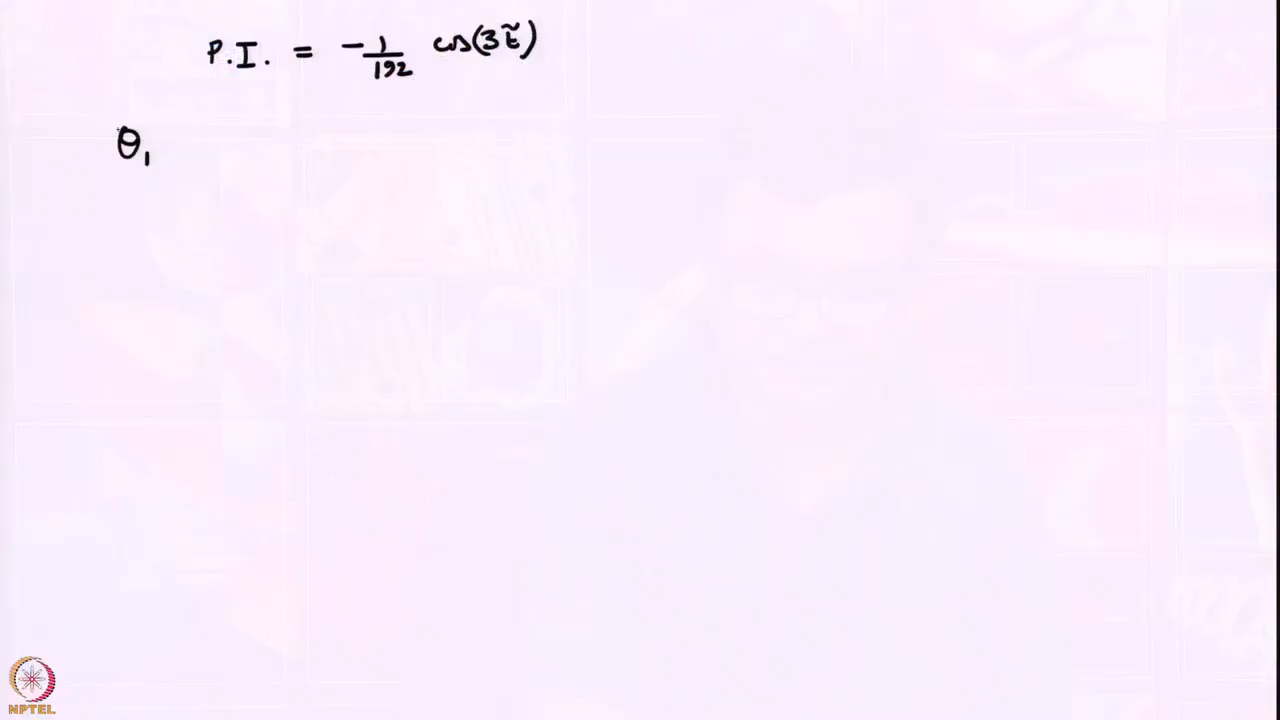 P.I. = -1/192 cos(3t̃)
θ₁
NPTEL